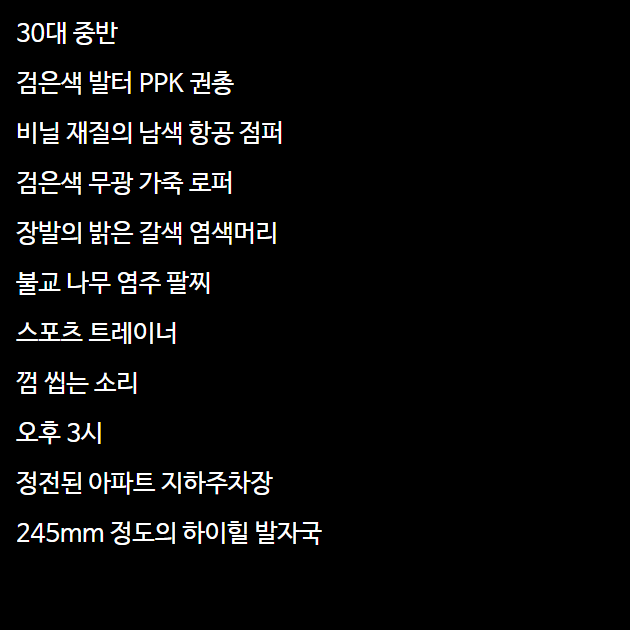 30대 중반
검은색 발터 PPK 권총
비닐 재질의 남색 항공 점퍼
검은색 무광 가죽 로퍼
장발의 밝은 갈색 염색머리
불교 나무 염주 팔찌
스포츠 트레이너
껌 씹는 소리
오후 3시
정전된 아파트 지하주차장
245mm 정도의 하이힐 발자국